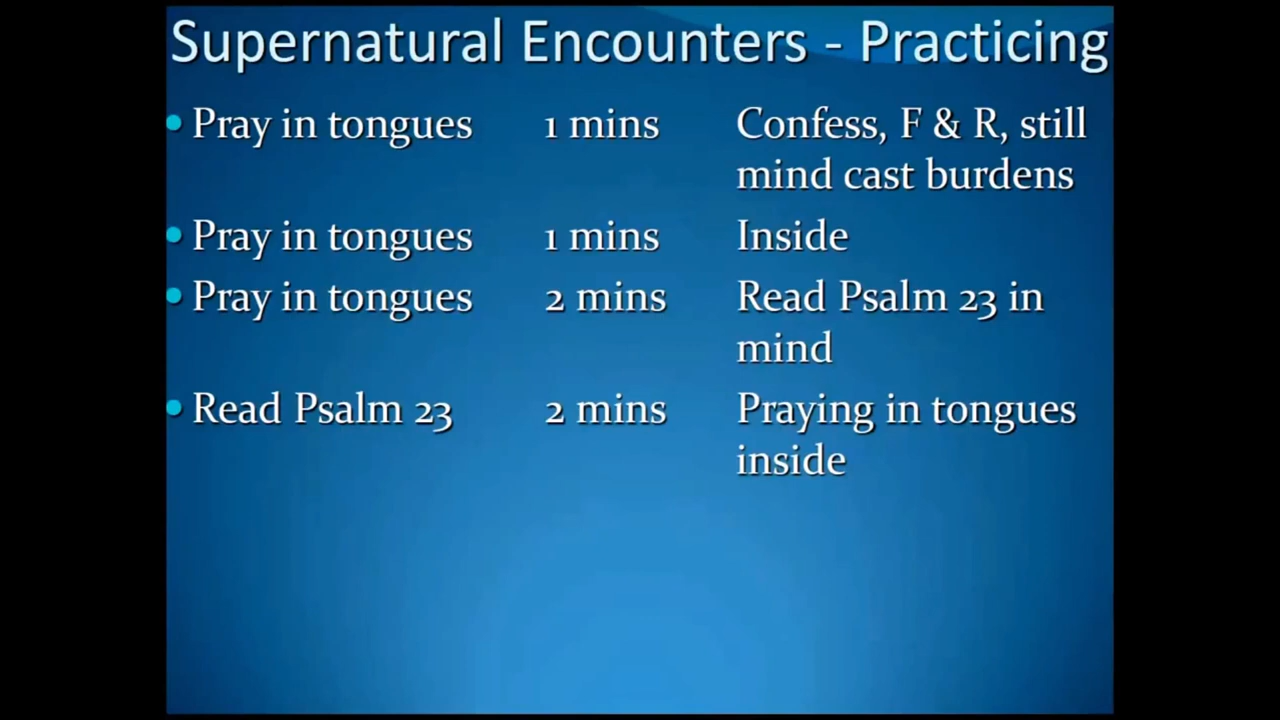 Supernatural Encounters - Practicing
• Pray in tongues 1 mins Confess, F & R, still
mind cast burdens
• Pray in tongues 1 mins Inside
• Pray in tongues 2 mins Read Psalm 23 in
mind
• Read Psalm 23 2 mins Praying in tongues
inside